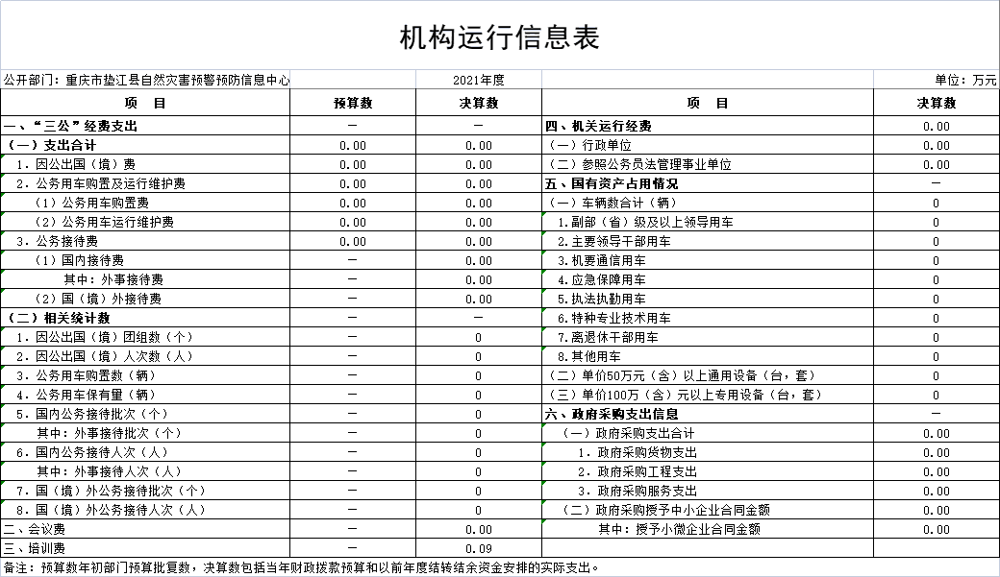 机构运行信息表
公开部门：重庆市垫江县自然灾害预警预防信息中心 2021年度 单位：万元
项 目 预算数 决算数 项 目 决算数
一、“三公”经费支出 — — 四、机关运行经费 0.00
（一）支出合计 0.00 0.00 （一）行政单位 0.00
1．因公出国（境）费 0.00 0.00 （二）参照公务员法管理事业单位 0.00
2．公务用车购置及运行维护费 0.00 0.00 五、国有资产占用情况 —
（1）公务用车购置费 0.00 0.00 （一）车辆数合计（辆） 0
（2）公务用车运行维护费 0.00 0.00 1.副部（省）级及以上领导用车 0
3．公务接待费 0.00 0.00 2.主要领导干部用车 0
（1）国内接待费 — 0.00 3.机要通信用车 0
其中：外事接待费 — 0.00 4.应急保障用车 0
（2）国（境）外接待费 — 0.00 5.执法执勤用车 0
（二）相关统计数 — — 6.特种专业技术用车 0
1．因公出国（境）团组数（个） — 0 7.离退休干部用车 0
2．因公出国（境）人次数（人） — 0 8.其他用车 0
3．公务用车购置数（辆） — 0 （二）单价50万元（含）以上通用设备（台，套） 0
4．公务用车保有量（辆） — 0 （三）单价100万（含）元以上专用设备（台，套） 0
5．国内公务接待批次（个） — 0 六、政府采购支出信息 —
其中：外事接待批次（个） — 0 （一）政府采购支出合计 0.00
6．国内公务接待人次（人） — 0 1．政府采购货物支出 0.00
其中：外事接待人次（人） — 0 2．政府采购工程支出 0.00
7．国（境）外公务接待批次（个） — 0 3．政府采购服务支出 0.00
8．国（境）外公务接待人次（人） — 0 （二）政府采购授予中小企业合同金额 0.00
二、会议费 — 0.00 其中：授予小微企业合同金额 0.00
三、培训费 — 0.09
备注：预算数年初部门预算批复数，决算数包括当年财政拨款预算和以前年度结转结余资金安排的实际支出。